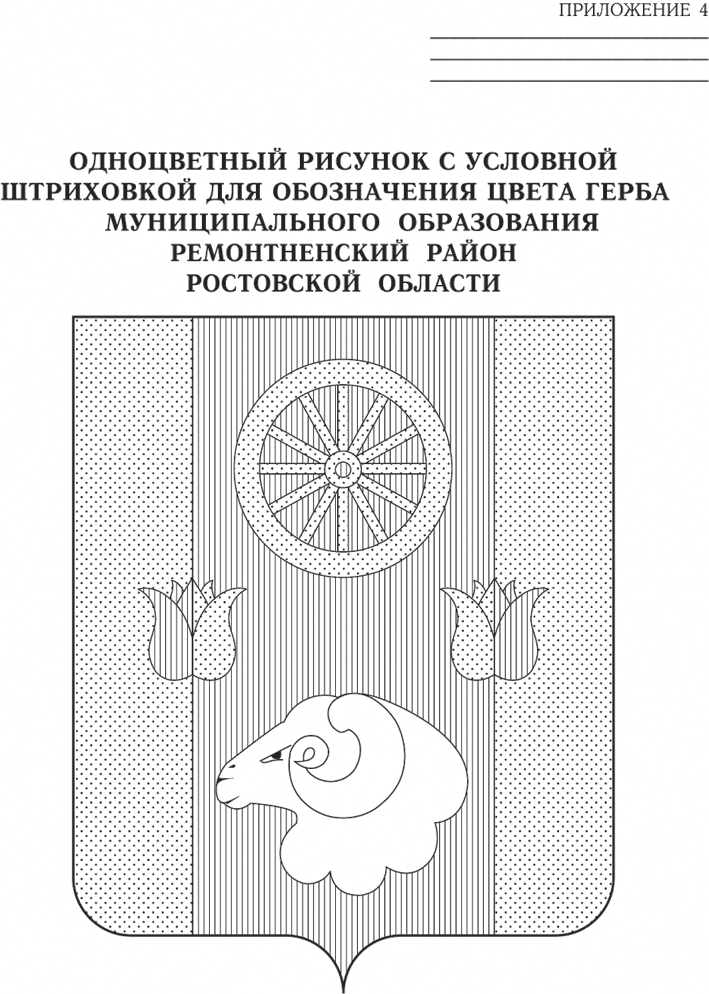 ПРИЛОЖЕНИЕ 4
ОДНОЦВЕТНЫЙ РИСУНОК С УСЛОВНОЙ
ШТРИХОВКОЙ ДЛЯ ОБОЗНАЧЕНИЯ ЦВЕТА ГЕРБА
МУНИЦИПАЛЬНОГО ОБРАЗОВАНИЯ
РЕМОНТНЕНСКИЙ РАЙОН
РОСТОВСКОЙ ОБЛАСТИ